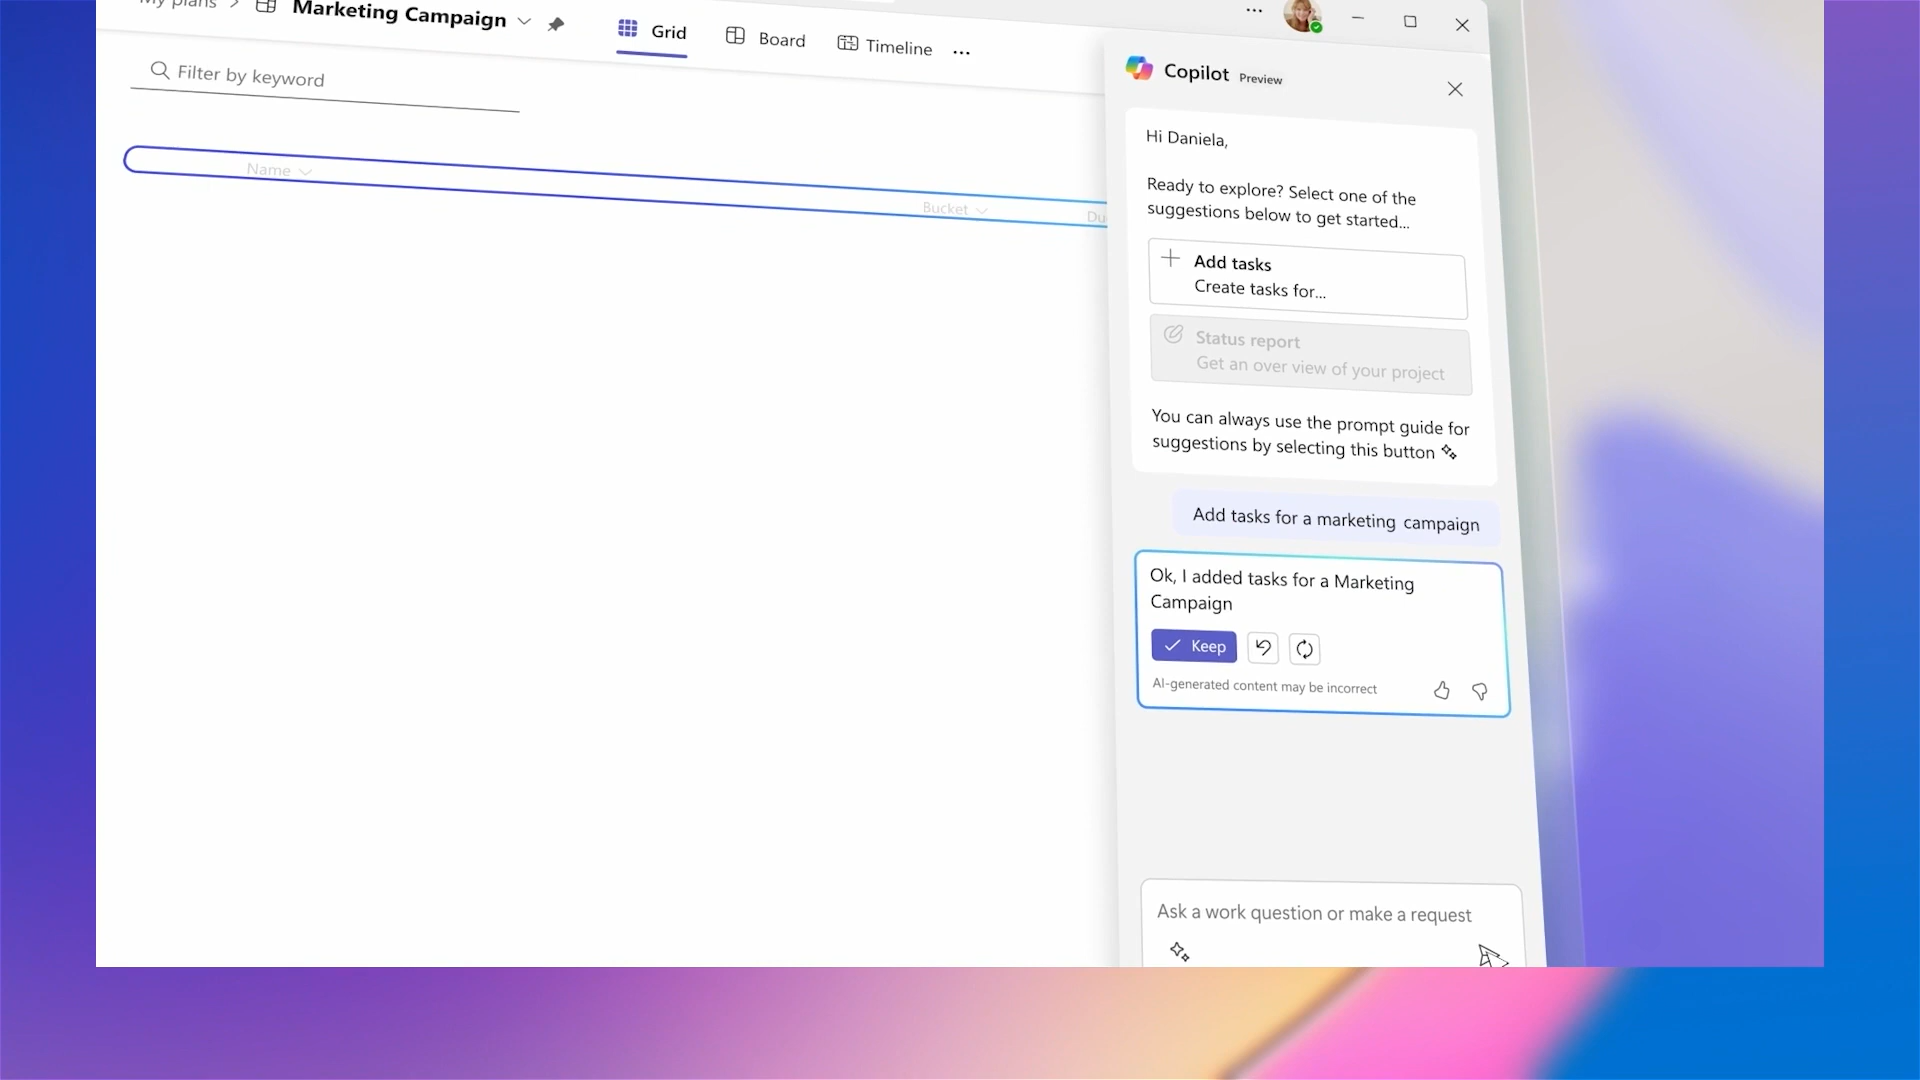 My plans > Marketing Campaign
Grid
Board
Timeline
Filter by keyword
Name
Bucket
Copilot Preview
Hi Daniela,
Ready to explore? Select one of the
suggestions below to get started...
Add tasks
Create tasks for...
Status report
Get an over view of your project
You can always use the prompt guide for
suggestions by selecting this button
Add tasks for a marketing campaign
Ok, I added tasks for a Marketing
Campaign
Keep
AI-generated content may be incorrect
Ask a work question or make a request